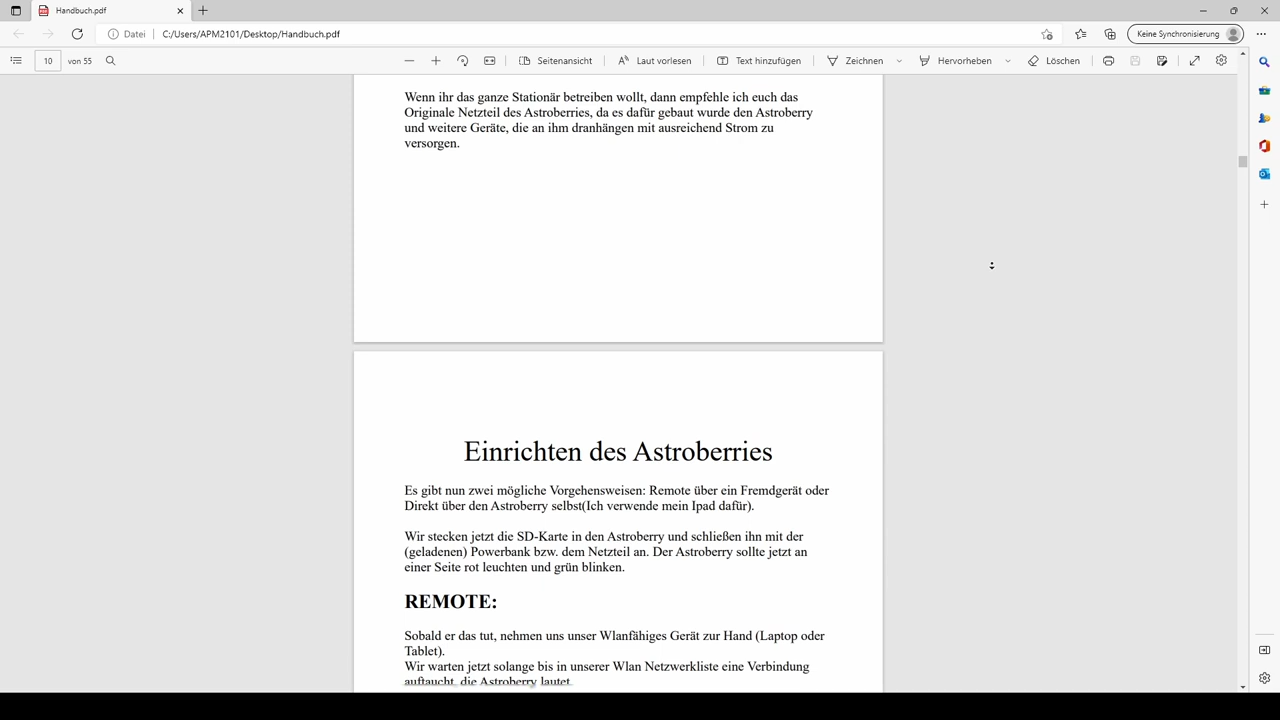 Handbuch.pdf
Datei
C:/Users/APM2101/Desktop/Handbuch.pdf
Keine Synchronisierung
10 von 55
Seitenansicht
Laut vorlesen
Text hinzufügen
Zeichnen
Hervorheben
Löschen
Wenn ihr das ganze Stationär betreiben wollt, dann empfehle ich euch das
Originale Netzteil des Astroberries, da es dafür gebaut wurde den Astroberry
und weitere Geräte, die an ihm dranhängen mit ausreichend Strom zu
versorgen.
Einrichten des Astroberries
Es gibt nun zwei mögliche Vorgehensweisen: Remote über ein Fremdgerät oder
Direkt über den Astroberry selbst(Ich verwende mein Ipad dafür).
Wir stecken jetzt die SD-Karte in den Astroberry und schließen ihn mit der
(geladenen) Powerbank bzw. dem Netzteil an. Der Astroberry sollte jetzt an
einer Seite rot leuchten und grün blinken.
REMOTE:
Sobald er das tut, nehmen uns unser Wlanfähiges Gerät zur Hand (Laptop oder
Tablet).
Wir warten jetzt solange bis in unserer Wlan Netzwerkliste eine Verbindung
auftaucht, die Astroberry lautet.